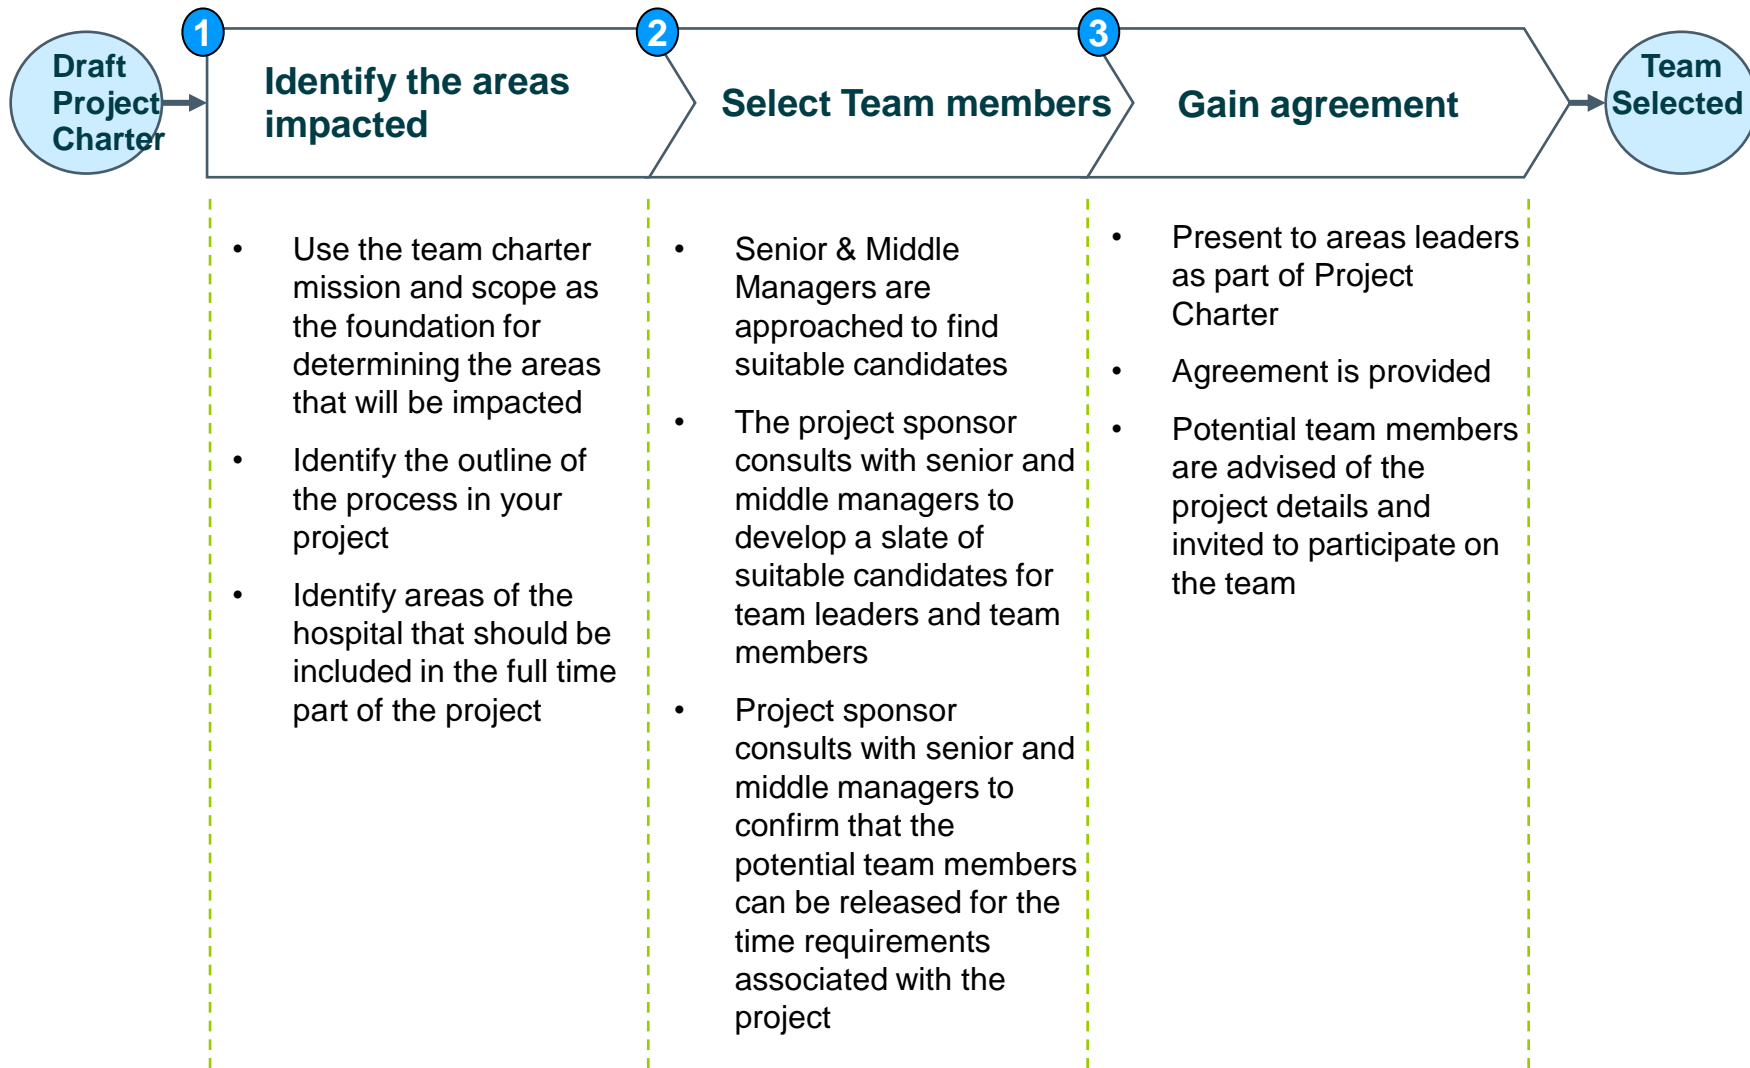 Draft
Project
Charter
1
Identify the areas
impacted
2
Select Team members
3
Gain agreement
Team
Selected
• Use the team charter
mission and scope as
the foundation for
determining the areas
that will be impacted
• Identify the outline of
the process in your
project
• Identify areas of the
hospital that should be
included in the full time
part of the project
• Senior & Middle
Managers are
approached to find
suitable candidates
• The project sponsor
consults with senior and
middle managers to
develop a slate of
suitable candidates for
team leaders and team
members
• Project sponsor
consults with senior and
middle managers to
confirm that the
potential team members
can be released for the
time requirements
associated with the
project
• Present to areas leaders
as part of Project
Charter
• Agreement is provided
• Potential team members
are advised of the
project details and
invited to participate on
the team